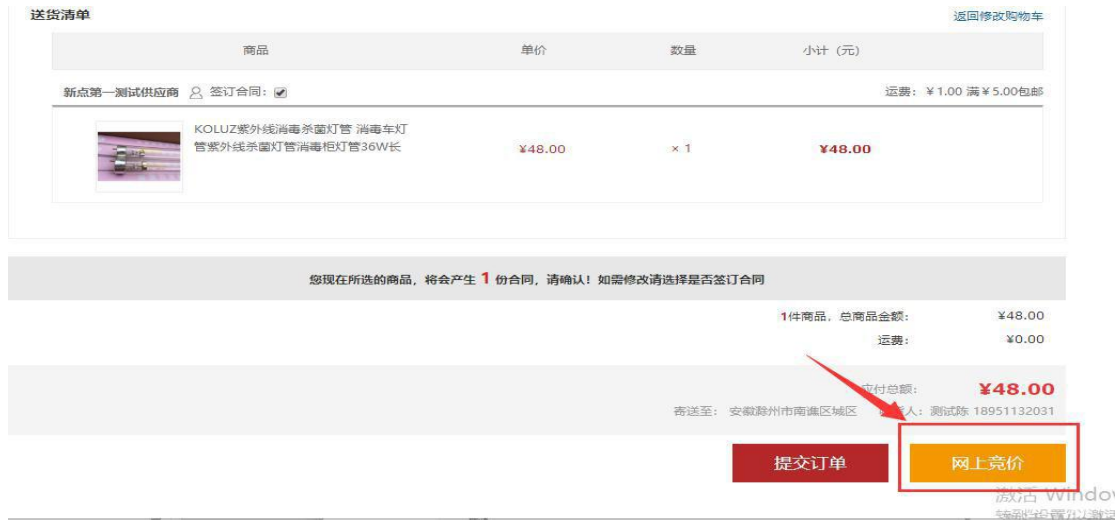 送货清单
返回修改购物车
商品 单价 数量 小计（元）
新点第一测试供应商 签订合同： 运费：￥1.00 满￥5.00包邮
KOLUZ紫外线消毒杀菌灯管 消毒车灯
管紫外线杀菌灯管消毒柜灯管36W长
¥48.00 × 1 ¥48.00
您现在所选的商品，将会产生 1 份合同，请确认！如需修改请选择是否签订合同
1件商品，总商品金额： ¥48.00
运费： ¥0.00
应付总额： ¥48.00
寄送至： 安徽滁州市南谯区城区 人：测试陈 18951132031
提交订单 网上竞价
激活 Window